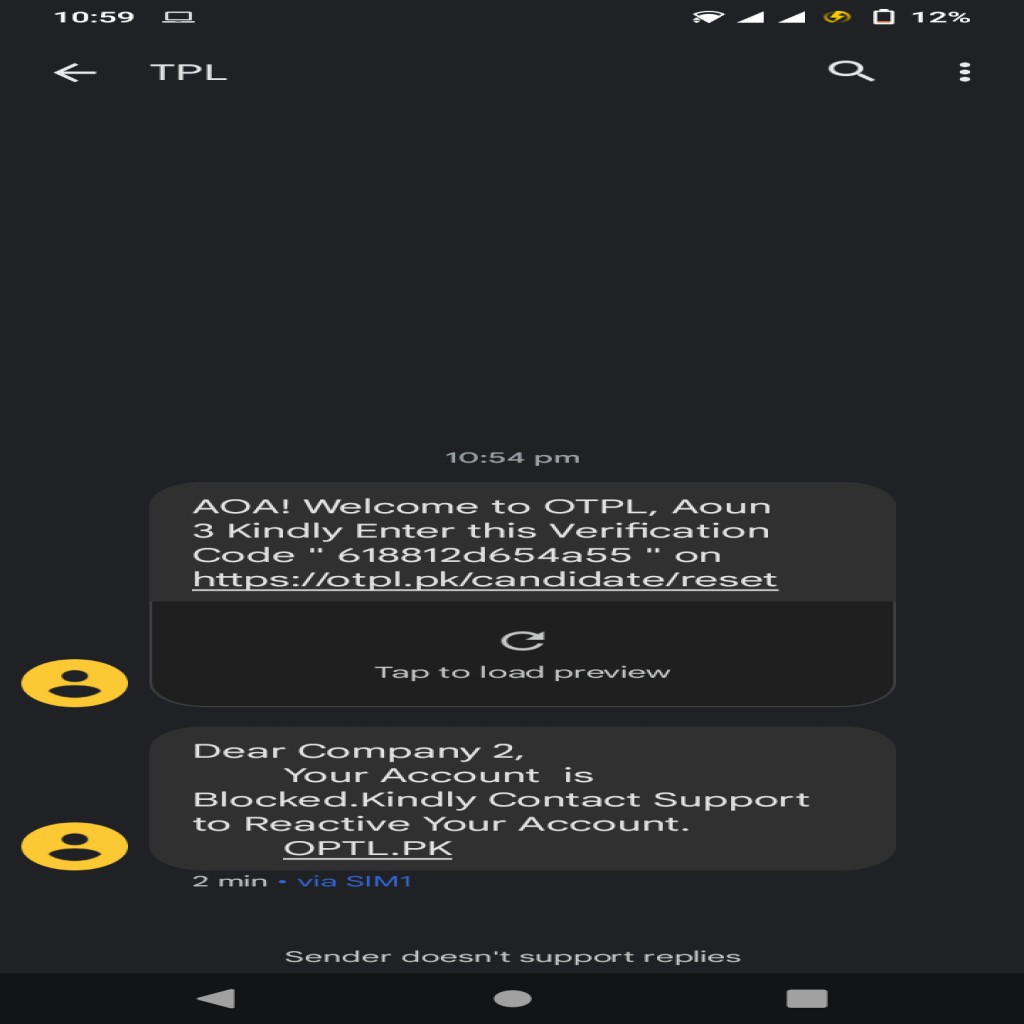 10:59 12%
TPL
10:54 pm
AOA! Welcome to OTPL, Aoun
3 Kindly Enter this Verification
Code " 618812d654a55 " on
https://otpl.pk/candidate/reset
Tap to load preview
Dear Company 2,
Your Account  is
Blocked.Kindly Contact Support
to Reactive Your Account.
OPTL.PK
2 min • via SIM1
Sender doesn't support replies